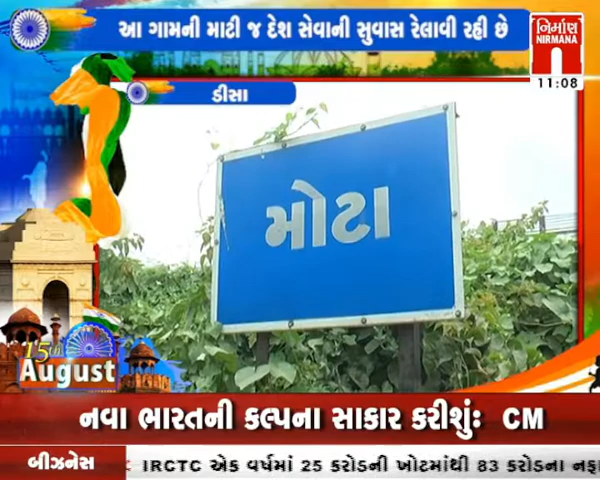 આ ગામની માટી જ દેશ સેવાની સુવાસ રેલાવી રહી છે
નિર્માણ
NIRMANA
11:08
ડીસા
મોટા
15th
August
નવા ભારતની કલ્પના સાકાર કરીશું: CM
બીઝનેસ
IRCTC એક વર્ષમાં 25 કરોડની ખોટમાંથી 83 કરોડના